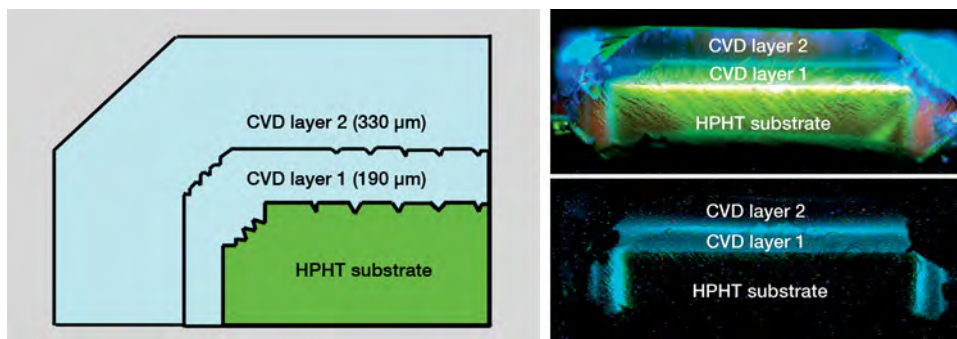 CVD layer 2 (330 μm)
CVD layer 1 (190 μm)
HPHT substrate
CVD layer 2
CVD layer 1
HPHT substrate
CVD layer 2
CVD layer 1
HPHT substrate